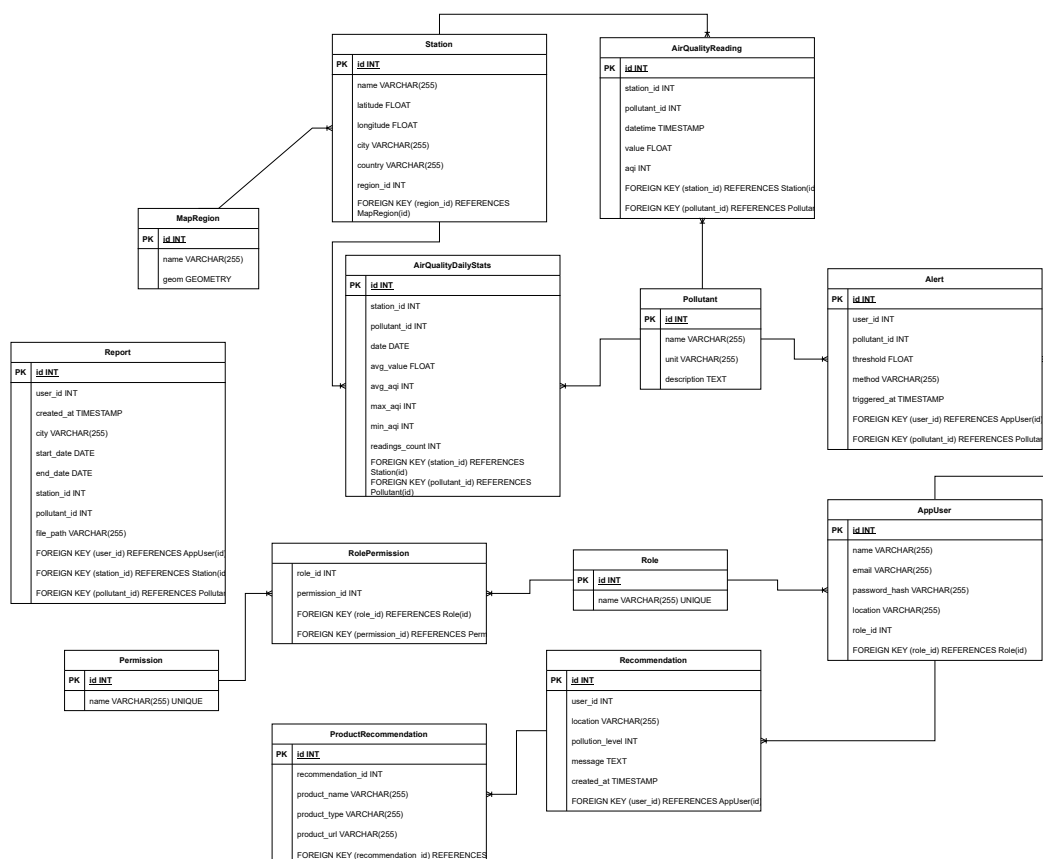 Station
PK id INT
name VARCHAR(255)
latitude FLOAT
longitude FLOAT
city VARCHAR(255)
country VARCHAR(255)
region_id INT
FOREIGN KEY (region_id) REFERENCES
MapRegion(id)
AirQualityReading
PK id INT
station_id INT
pollutant_id INT
datetime TIMESTAMP
value FLOAT
aqi INT
FOREIGN KEY (station_id) REFERENCES Station(id
FOREIGN KEY (pollutant_id) REFERENCES Pollutar
MapRegion
PK id INT
name VARCHAR(255)
geom GEOMETRY
AirQualityDailyStats
PK id INT
station_id INT
pollutant_id INT
date DATE
avg_value FLOAT
avg_aqi INT
max_aqi INT
min_aqi INT
readings_count INT
FOREIGN KEY (station_id) REFERENCES
Station(id)
FOREIGN KEY (pollutant_id) REFERENCES
Pollutant(id)
Pollutant
PK id INT
name VARCHAR(255)
unit VARCHAR(255)
description TEXT
Alert
PK id INT
user_id INT
pollutant_id INT
threshold FLOAT
method VARCHAR(255)
triggered_at TIMESTAMP
FOREIGN KEY (user_id) REFERENCES AppUser(id
FOREIGN KEY (pollutant_id) REFERENCES Pollutar
Report
PK id INT
user_id INT
created_at TIMESTAMP
city VARCHAR(255)
start_date DATE
end_date DATE
station_id INT
pollutant_id INT
file_path VARCHAR(255)
FOREIGN KEY (user_id) REFERENCES AppUser(id
FOREIGN KEY (station_id) REFERENCES Station(id
FOREIGN KEY (pollutant_id) REFERENCES Pollutar
AppUser
PK id INT
name VARCHAR(255)
email VARCHAR(255)
password_hash VARCHAR(255)
location VARCHAR(255)
role_id INT
FOREIGN KEY (role_id) REFERENCES Role(id)
RolePermission
role_id INT
permission_id INT
FOREIGN KEY (role_id) REFERENCES Role(id)
FOREIGN KEY (permission_id) REFERENCES Perm
Role
PK id INT
name VARCHAR(255) UNIQUE
Permission
PK id INT
name VARCHAR(255) UNIQUE
Recommendation
PK id INT
user_id INT
location VARCHAR(255)
pollution_level INT
message TEXT
created_at TIMESTAMP
FOREIGN KEY (user_id) REFERENCES AppUser(id
ProductRecommendation
PK id INT
recommendation_id INT
product_name VARCHAR(255)
product_type VARCHAR(255)
product_url VARCHAR(255)
FOREIGN KEY (recommendation_id) REFERENCES